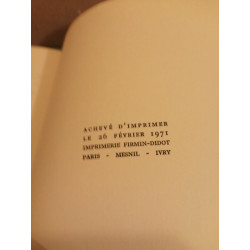 ACHEVÉ D'IMPRIMER
LE 26 FÉVRIER 1971
IMPRIMERIE FIRMIN-DIDOT
PARIS - MESNIL - IVRY